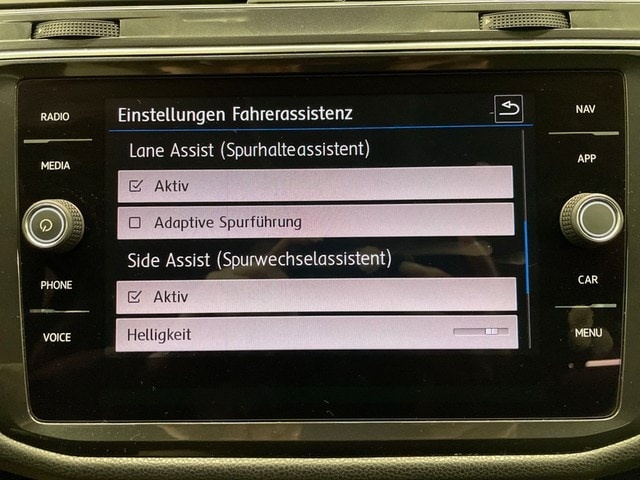 RADIO
MEDIA
PHONE
VOICE
Einstellungen Fahrerassistenz
Lane Assist (Spurhalteassistent)
Aktiv
Adaptive Spurführung
Side Assist (Spurwechselassistent)
Aktiv
Helligkeit
NAV
APP
CAR
MENU